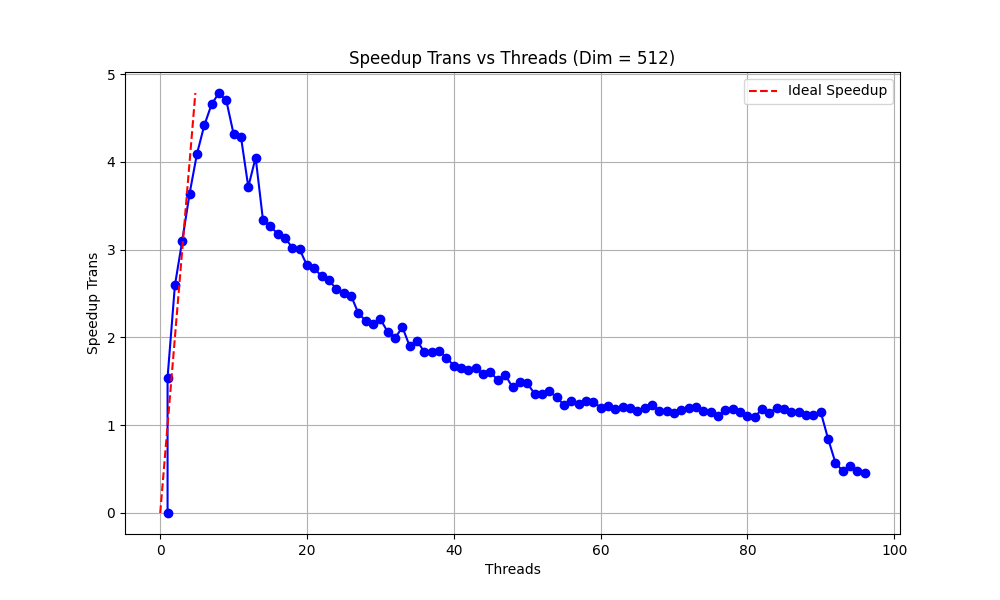 Speedup Trans vs Threads (Dim = 512)
Ideal Speedup
5
4
3
2
1
0
Speedup Trans
0 20 40 60 80 100
Threads